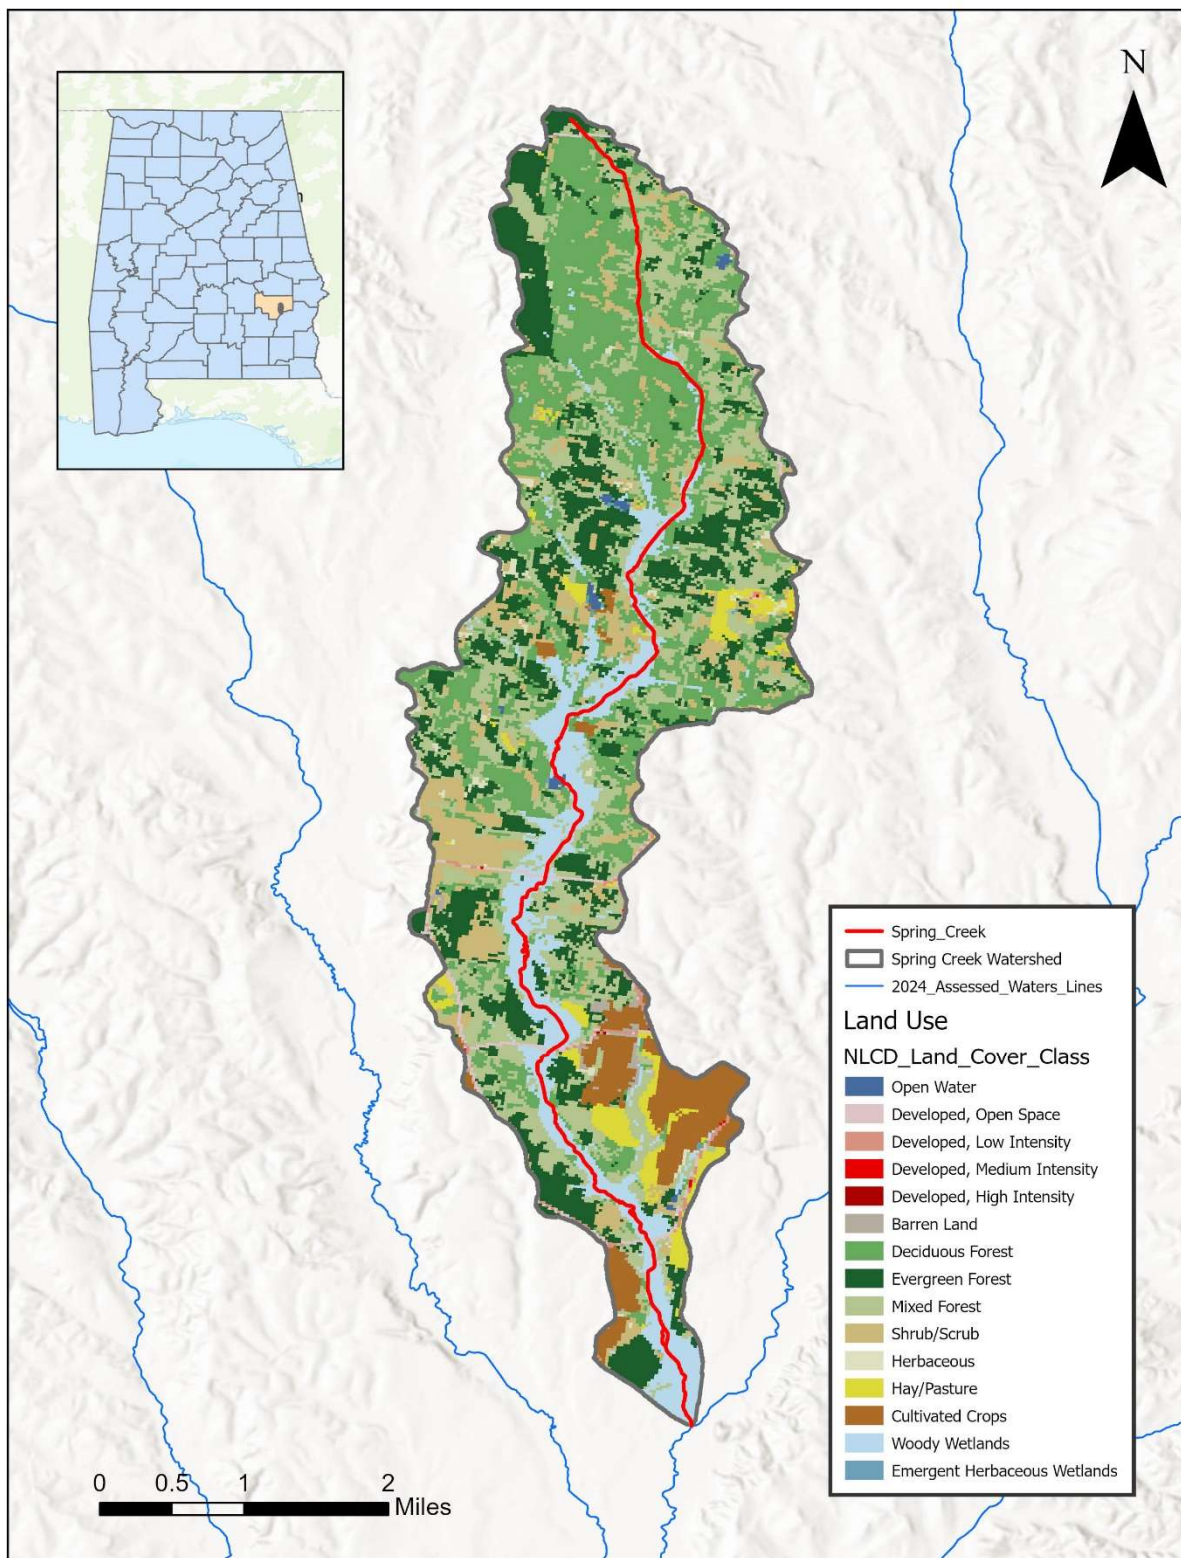 N
Spring_Creek
Spring Creek Watershed
2024_Assessed_Waters_Lines
Land Use
NLCD_Land_Cover_Class
Open Water
Developed, Open Space
Developed, Low Intensity
Developed, Medium Intensity
Developed, High Intensity
Barren Land
Deciduous Forest
Evergreen Forest
Mixed Forest
Shrub/Scrub
Herbaceous
Hay/Pasture
Cultivated Crops
Woody Wetlands
Emergent Herbaceous Wetlands
0 0.5 1 2
Miles